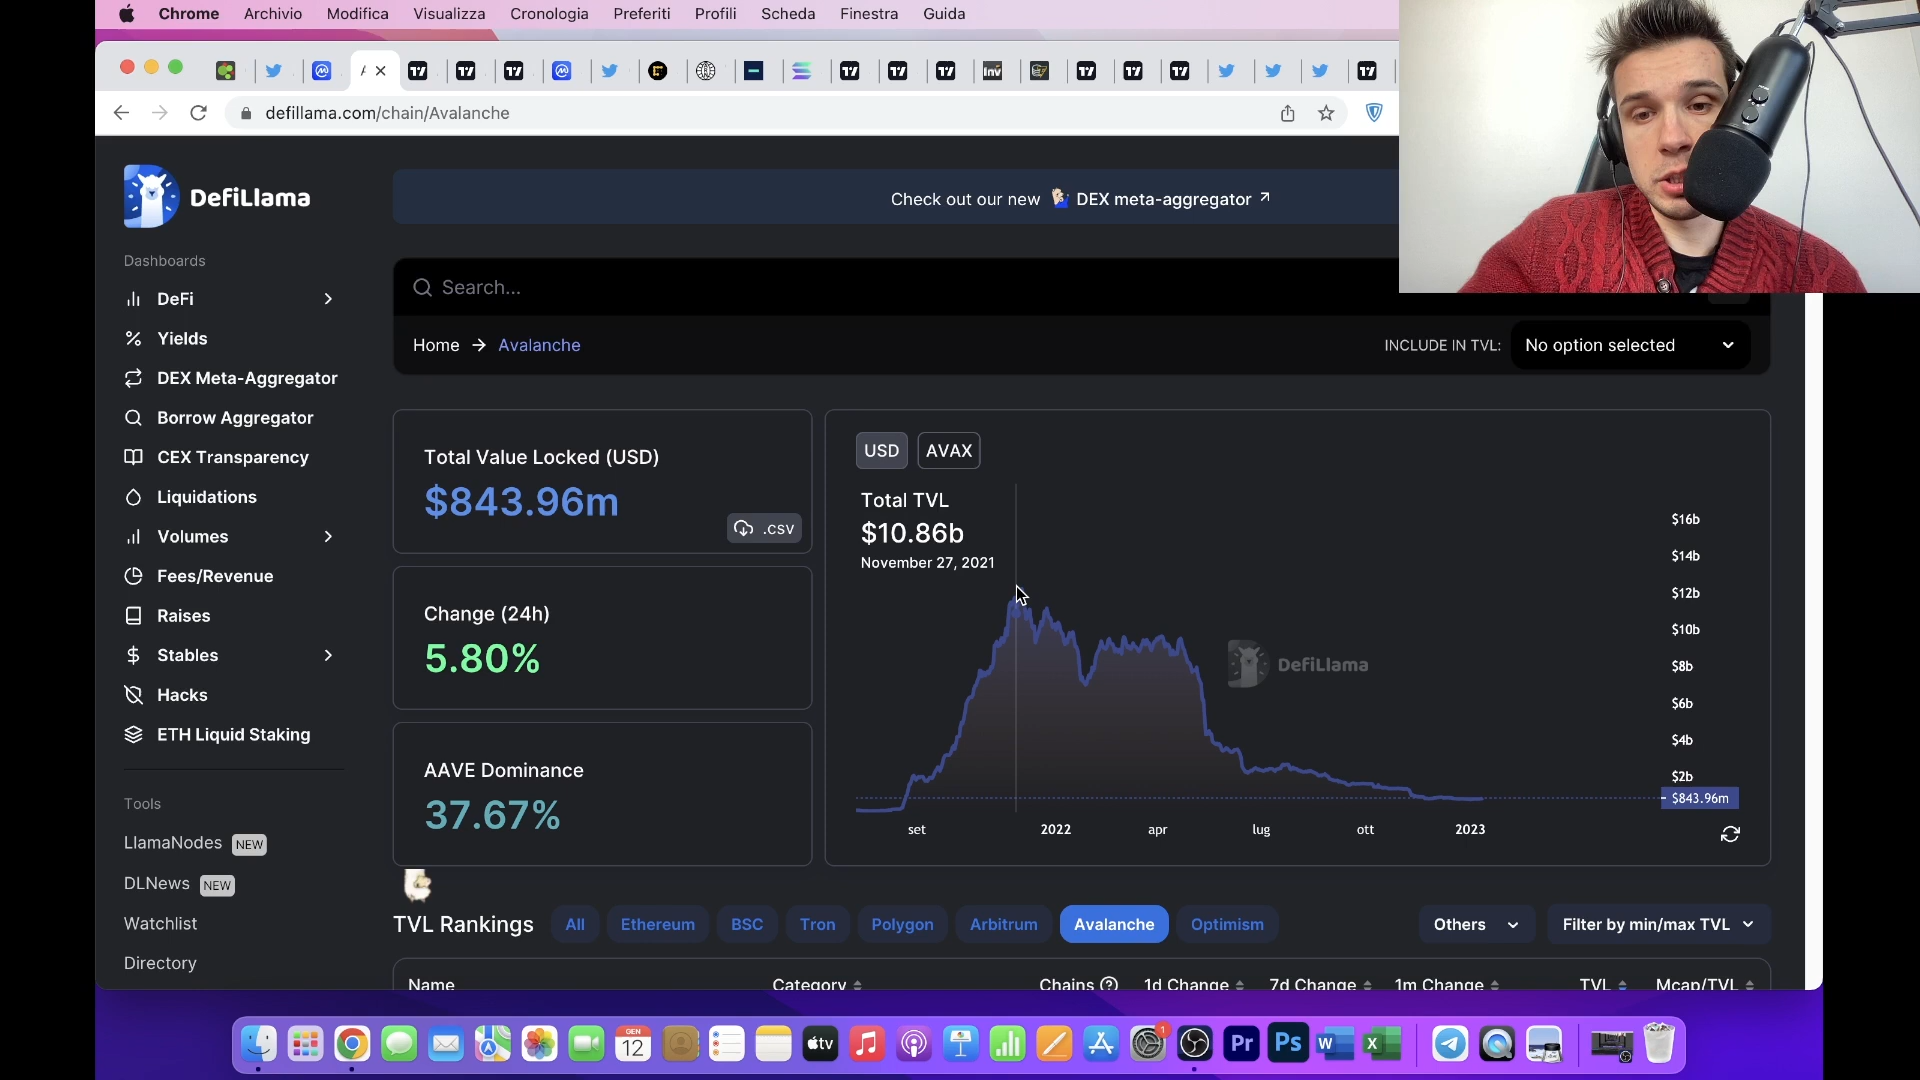 Chrome Archivio Modifica Visualizza Cronologia Preferiti Profili Scheda Finestra Guida
defillama.com/chain/Avalanche
DefiLlama
Check out our new DEX meta-aggregator
Search...
Home → Avalanche
INCLUDE IN TVL: No option selected
Dashboards
DeFi
Yields
DEX Meta-Aggregator
Borrow Aggregator
CEX Transparency
Liquidations
Volumes
Fees/Revenue
Raises
Stables
Hacks
ETH Liquid Staking
Tools
LlamaNodes NEW
DLNews NEW
Watchlist
Directory
Total Value Locked (USD)
$843.96m
.csv
Change (24h)
5.80%
AAVE Dominance
37.67%
USD AVAX
Total TVL
$10.86b
November 27, 2021
$16b
$14b
$12b
$10b
$8b
$6b
$4b
$2b
$843.96m
DefiLlama
set 2022 apr lug ott 2023
TVL Rankings All Ethereum BSC Tron Polygon Arbitrum Avalanche Optimism Others Filter by min/max TVL
Name Category Chains 1d Change 7d Change 1m Change TVL Mcap/TVL
GEN
12
tv
1
Pr
Ps
W
X